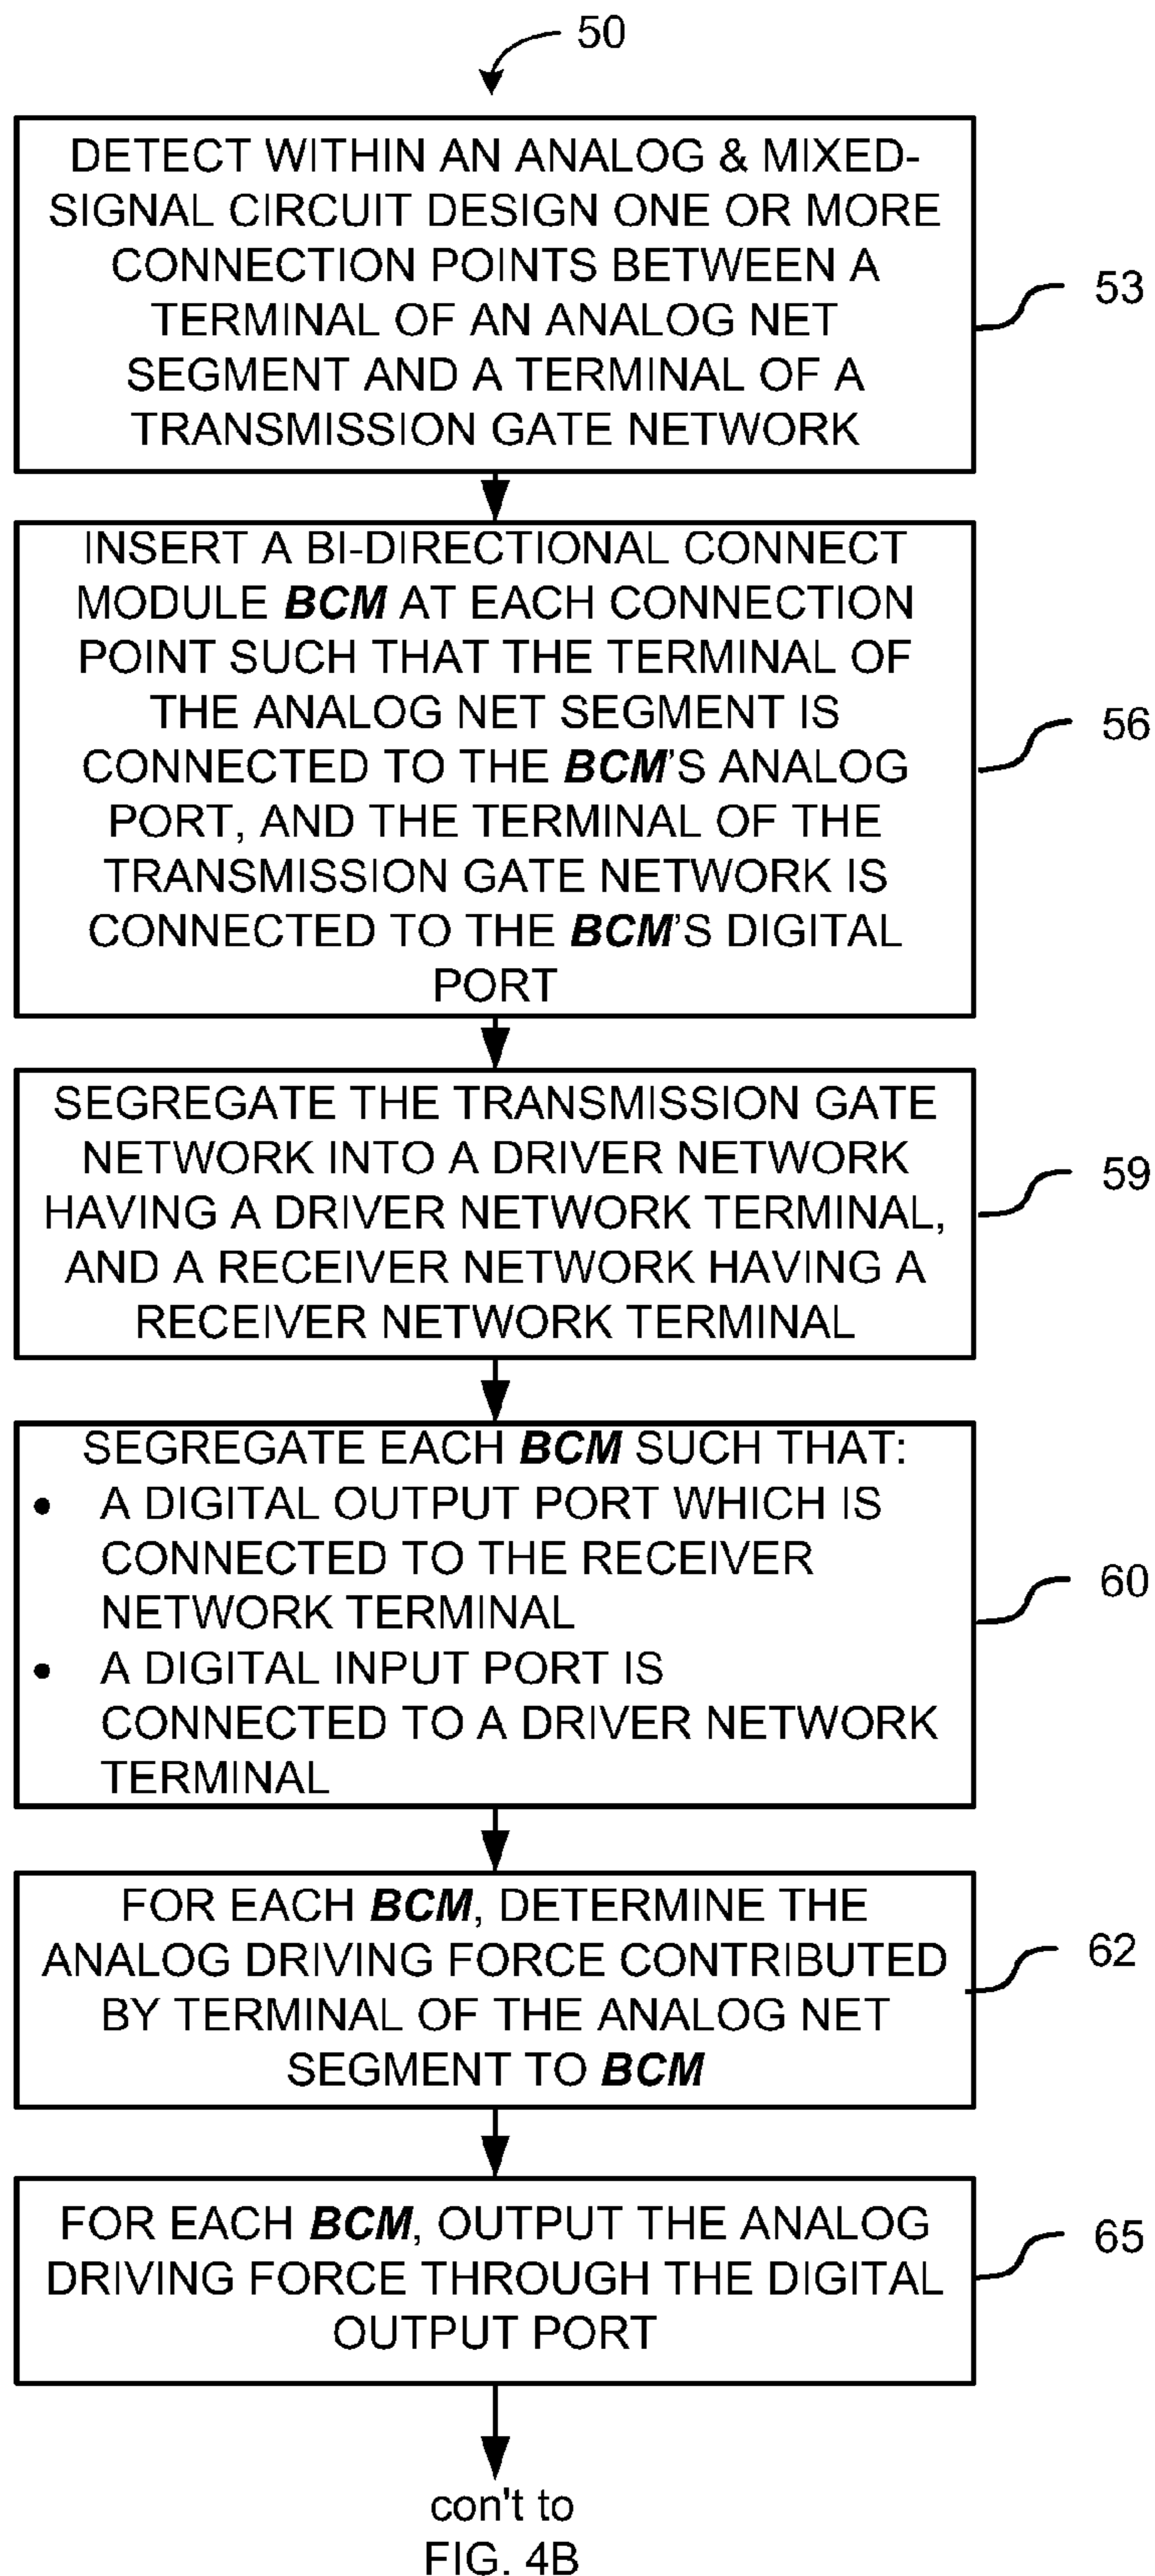 50
DETECT WITHIN AN ANALOG & MIXED-
SIGNAL CIRCUIT DESIGN ONE OR MORE
CONNECTION POINTS BETWEEN A
TERMINAL OF AN ANALOG NET
SEGMENT AND A TERMINAL OF A
TRANSMISSION GATE NETWORK
53
INSERT A BI-DIRECTIONAL CONNECT
MODULE BCM AT EACH CONNECTION
POINT SUCH THAT THE TERMINAL OF
THE ANALOG NET SEGMENT IS
CONNECTED TO THE BCM'S ANALOG
PORT, AND THE TERMINAL OF THE
TRANSMISSION GATE NETWORK IS
CONNECTED TO THE BCM'S DIGITAL
PORT
56
SEGREGATE THE TRANSMISSION GATE
NETWORK INTO A DRIVER NETWORK
HAVING A DRIVER NETWORK TERMINAL,
AND A RECEIVER NETWORK HAVING A
RECEIVER NETWORK TERMINAL
59
SEGREGATE EACH BCM SUCH THAT:
• A DIGITAL OUTPUT PORT WHICH IS
CONNECTED TO THE RECEIVER
NETWORK TERMINAL
• A DIGITAL INPUT PORT IS
CONNECTED TO A DRIVER NETWORK
TERMINAL
60
FOR EACH BCM, DETERMINE THE
ANALOG DRIVING FORCE CONTRIBUTED
BY TERMINAL OF THE ANALOG NET
SEGMENT TO BCM
62
FOR EACH BCM, OUTPUT THE ANALOG
DRIVING FORCE THROUGH THE DIGITAL
OUTPUT PORT
65
con't to
FIG. 4B